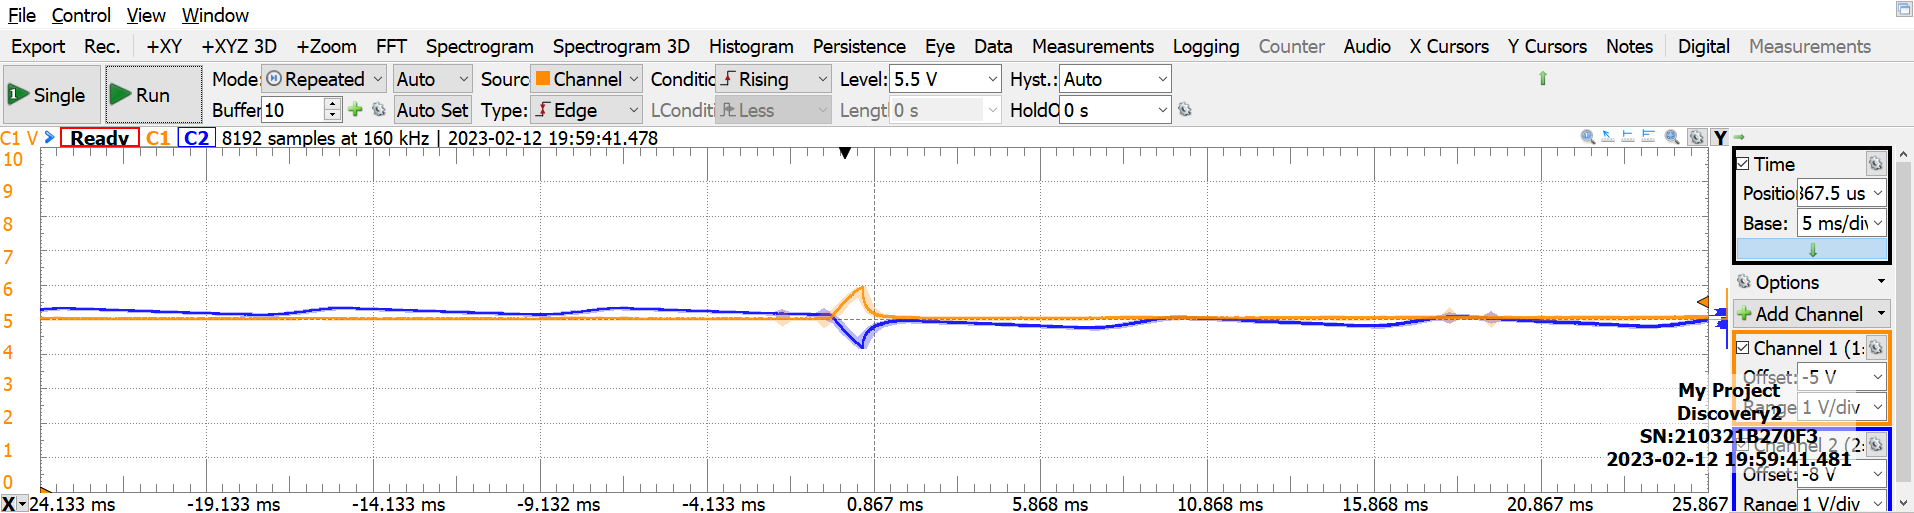 File Control View Window
Export Rec. +XY +XYZ 3D +Zoom FFT Spectrogram Spectrogram 3D Histogram Persistence Eye Data Measurements Logging Counter Audio X Cursors Y Cursors Notes Digital Measurements
Single Run Mode: Repeated Auto Sourc Channel Conditic Rising Level: 5.5 V Hyst.: Auto
Buffer 10 Auto Set Type: Edge LCondit Less Lengt 0 s HoldO 0 s
C1 V Ready C1 C2 8192 samples at 160 kHz | 2023-02-12 19:59:41.478 Y
10
9
8
7
6
5
4
3
2
1
0
X -24.133 ms -19.133 ms -14.133 ms -9.132 ms -4.133 ms 0.867 ms 5.868 ms 10.868 ms 15.868 ms 20.867 ms 25.867
Time
Position 367.5 us
Base: 5 ms/div
Options
Add Channel
Channel 1 (1:
Offset: -5 V
Range 1 V/div
My Project
Discovery2
SN:210321B270F3
2023-02-12 19:59:41.481
Channel 2 (2:
Offset: -8 V
Range 1 V/div